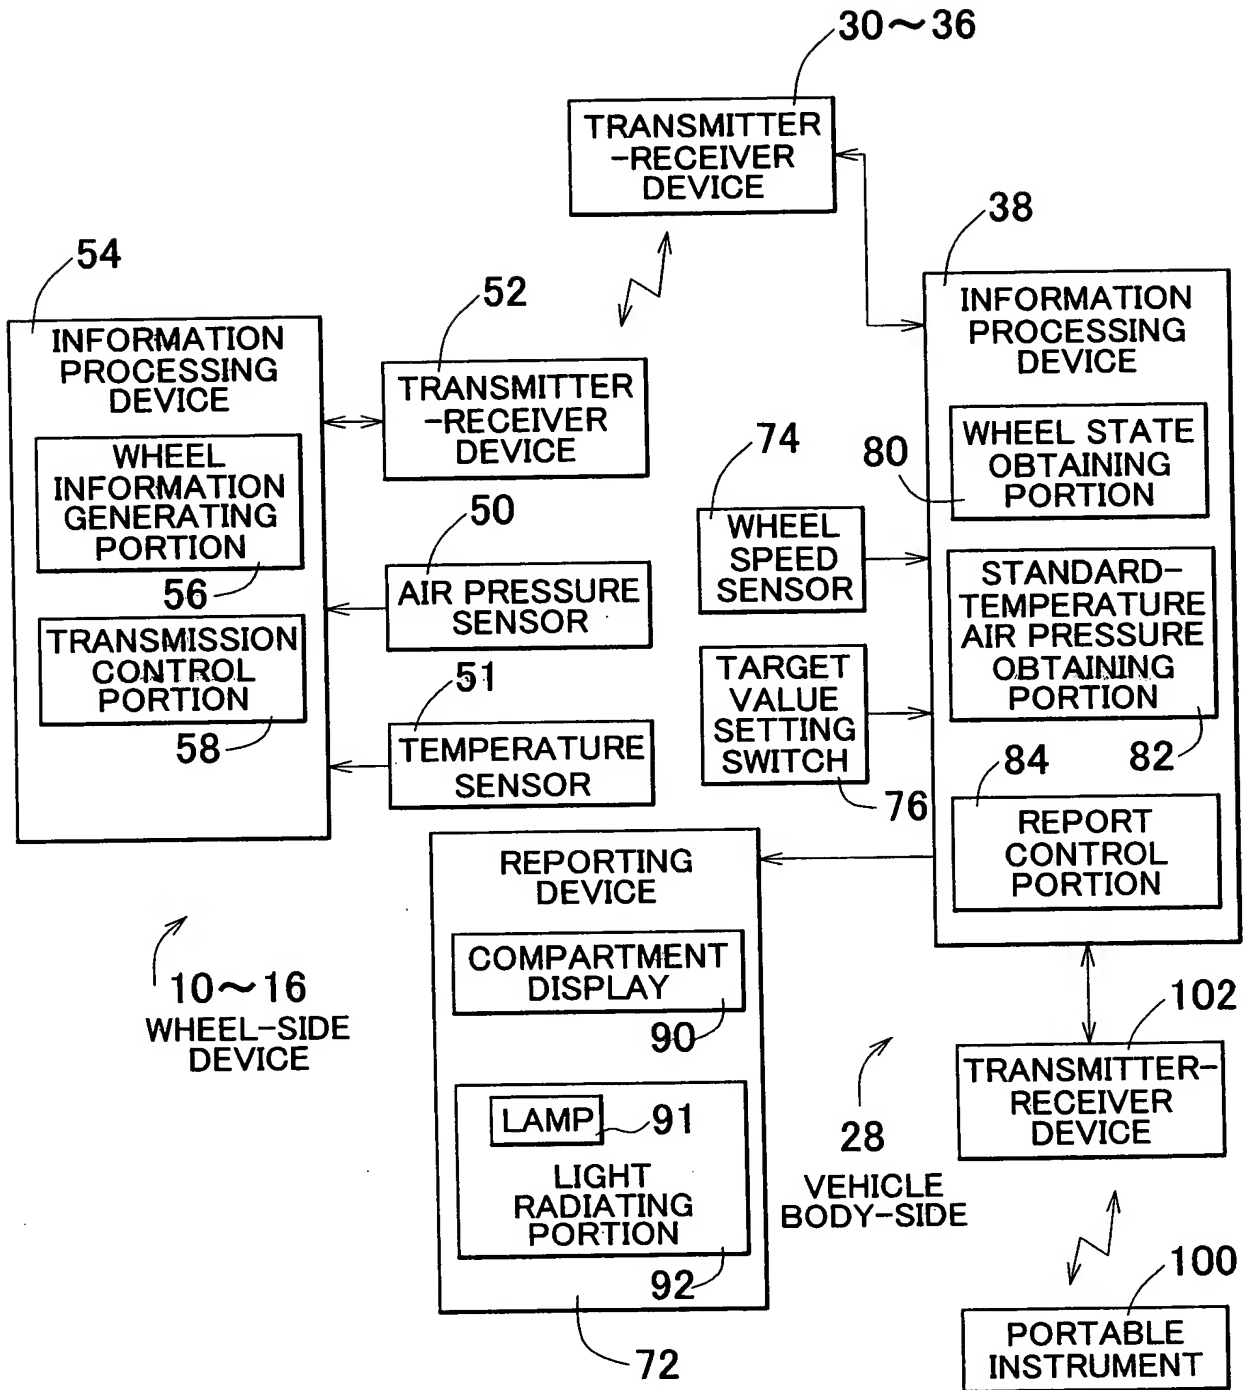 30~36
TRANSMITTER
-RECEIVER
DEVICE
38
INFORMATION
PROCESSING
DEVICE
WHEEL STATE
OBTAINING
PORTION
80
STANDARD-
TEMPERATURE
AIR PRESSURE
OBTAINING
PORTION
82
84
REPORT
CONTROL
PORTION
54
INFORMATION
PROCESSING
DEVICE
WHEEL
INFORMATION
GENERATING
PORTION
56
TRANSMISSION
CONTROL
PORTION
58
52
TRANSMITTER
-RECEIVER
DEVICE
50
AIR PRESSURE
SENSOR
51
TEMPERATURE
SENSOR
74
WHEEL
SPEED
SENSOR
TARGET
VALUE
SETTING
SWITCH
76
REPORTING
DEVICE
COMPARTMENT
DISPLAY
90
LAMP
91
LIGHT
RADIATING
PORTION
92
72
10~16
WHEEL-SIDE
DEVICE
28
VEHICLE
BODY-SIDE
102
TRANSMITTER-
RECEIVER
DEVICE
100
PORTABLE
INSTRUMENT